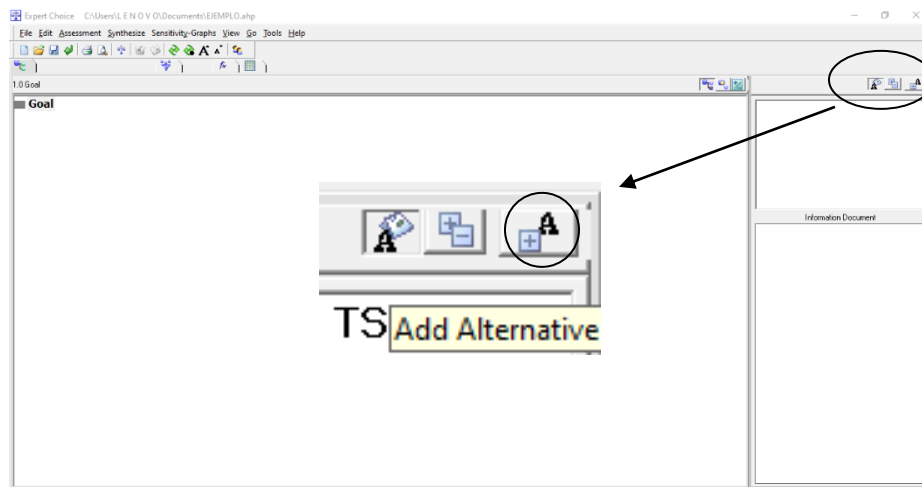 Expert Choice C:\Users\L E N O V O\Documents\EJEMPLO.ahp
File Edit Assessment Synthesize Sensitivity-Graphs View Go Tools Help
1.0 Goal
Goal
Information Document
A
TS
Add Alternative